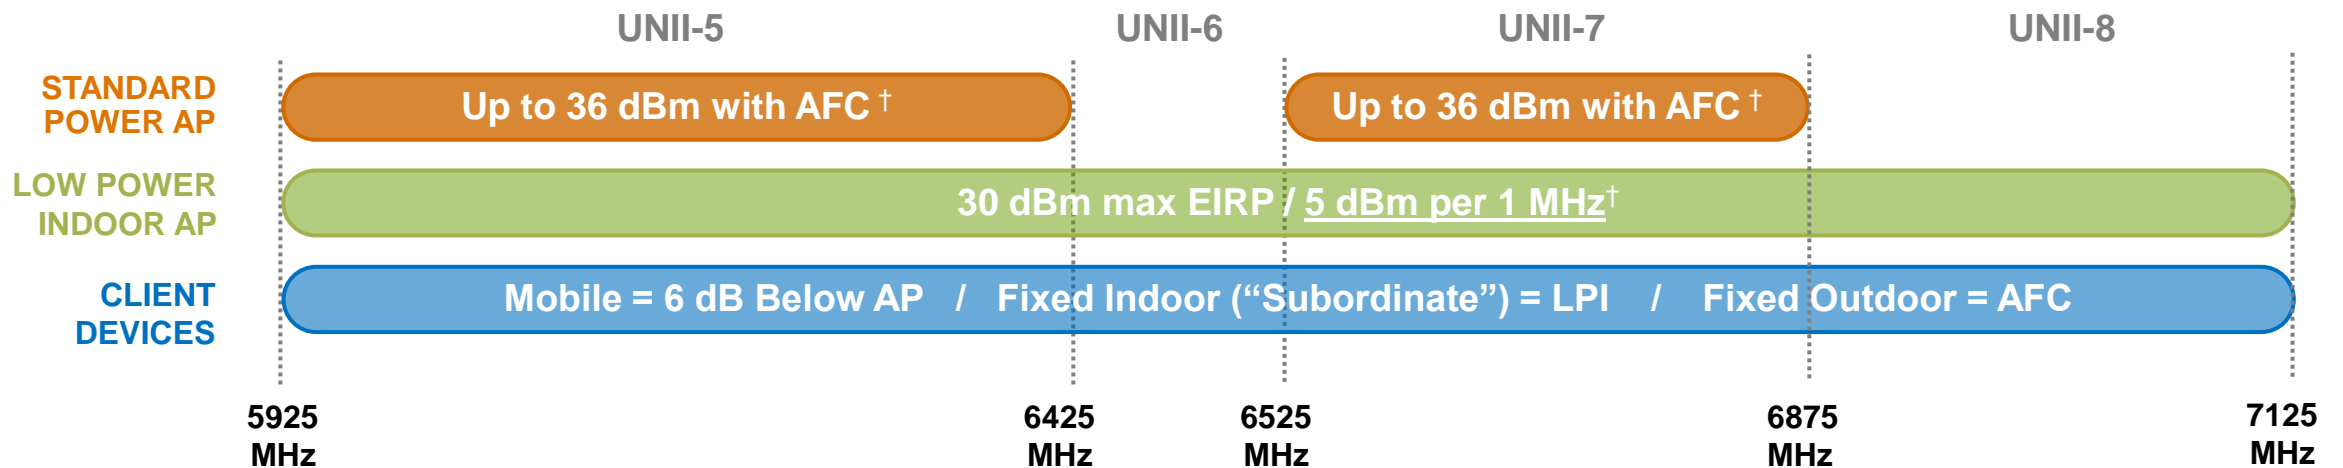 UNII-5 UNII-6 UNII-7 UNII-8
STANDARD
POWER AP
Up to 36 dBm with AFC † Up to 36 dBm with AFC †
LOW POWER
INDOOR AP
30 dBm max EIRP / 5 dBm per 1 MHz†
CLIENT
DEVICES
Mobile = 6 dB Below AP / Fixed Indoor (“Subordinate”) = LPI / Fixed Outdoor = AFC
5925
MHz
6425
MHz
6525
MHz
6875
MHz
7125
MHz